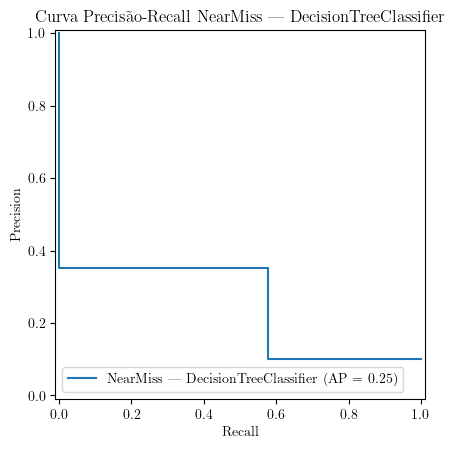 Curva Precisão-Recall NearMiss — DecisionTreeClassifier
1.0
0.8
0.6
0.4
0.2
0.0
Precision
NearMiss — DecisionTreeClassifier (AP = 0.25)
0.0 0.2 0.4 0.6 0.8 1.0
Recall